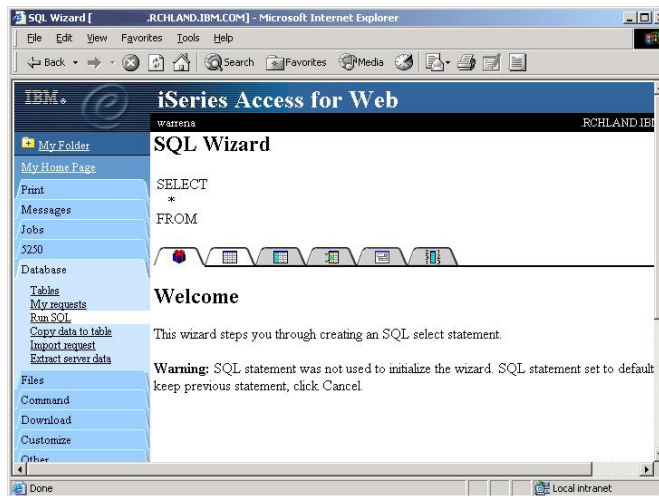 SQL Wizard [ .RCHLAND.IBM.COM] - Microsoft Internet Explorer
File Edit View Favorites Tools Help
Back Search Favorites Media
IBM. iSeries Access for Web
warrena .RCHLAND.IBM
My Folder
My Home Page
Print
Messages
Jobs
5250
Database
Tables
My requests
Run SQL
Copy data to table
Import request
Extract server data
Files
Command
Download
Customize
Other
SQL Wizard
SELECT
*
FROM
Welcome
This wizard steps you through creating an SQL select statement.
Warning: SQL statement was not used to initialize the wizard. SQL statement set to default
keep previous statement, click Cancel.
Done Local intranet